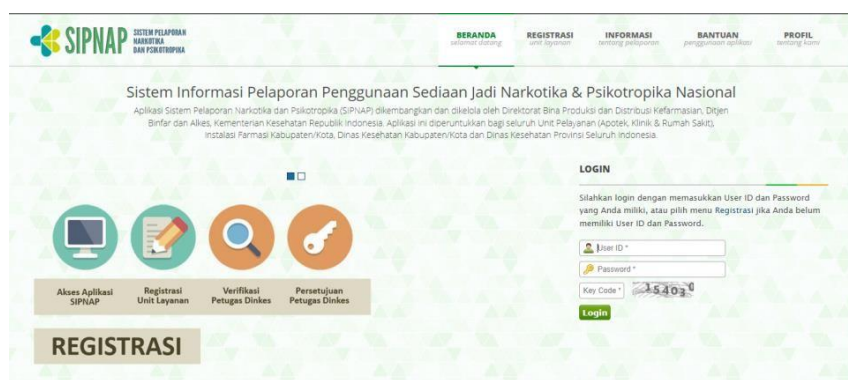 SIPNAP
SISTEM PELAPORAN
NARKOTIKA
DAN PSIKOTROPIKA
BERANDA
selamat datang
REGISTRASI
unit layanan
INFORMASI
tentang pelaporan
BANTUAN
penggunaan aplikasi
PROFIL
tentang kami
Sistem Informasi Pelaporan Penggunaan Sediaan Jadi Narkotika & Psikotropika Nasional
Aplikasi Sistem Pelaporan Narkotika dan Psikotropika (SIPNAP) dikembangkan dan dikelola oleh Direktorat Bina Produksi dan Distribusi Kefarmasian, Ditjen
Binfar dan Alkes, Kementerian Kesehatan Republik Indonesia. Aplikasi ini diperuntukkan bagi seluruh Unit Pelayanan (Apotek, Klinik & Rumah Sakit),
Instalasi Farmasi Kabupaten/Kota, Dinas Kesehatan Kabupaten/Kota dan Dinas Kesehatan Provinsi Seluruh Indonesia.
Akses Aplikasi
SIPNAP
Registrasi
Unit Layanan
Verifikasi
Petugas Dinkes
Persetujuan
Petugas Dinkes
REGISTRASI
LOGIN
Silahkan login dengan memasukkan User ID dan Password
yang Anda miliki, atau pilih menu Registrasi jika Anda belum
memiliki User ID dan Password.
User ID *
Password *
Key Code *
154030
Login